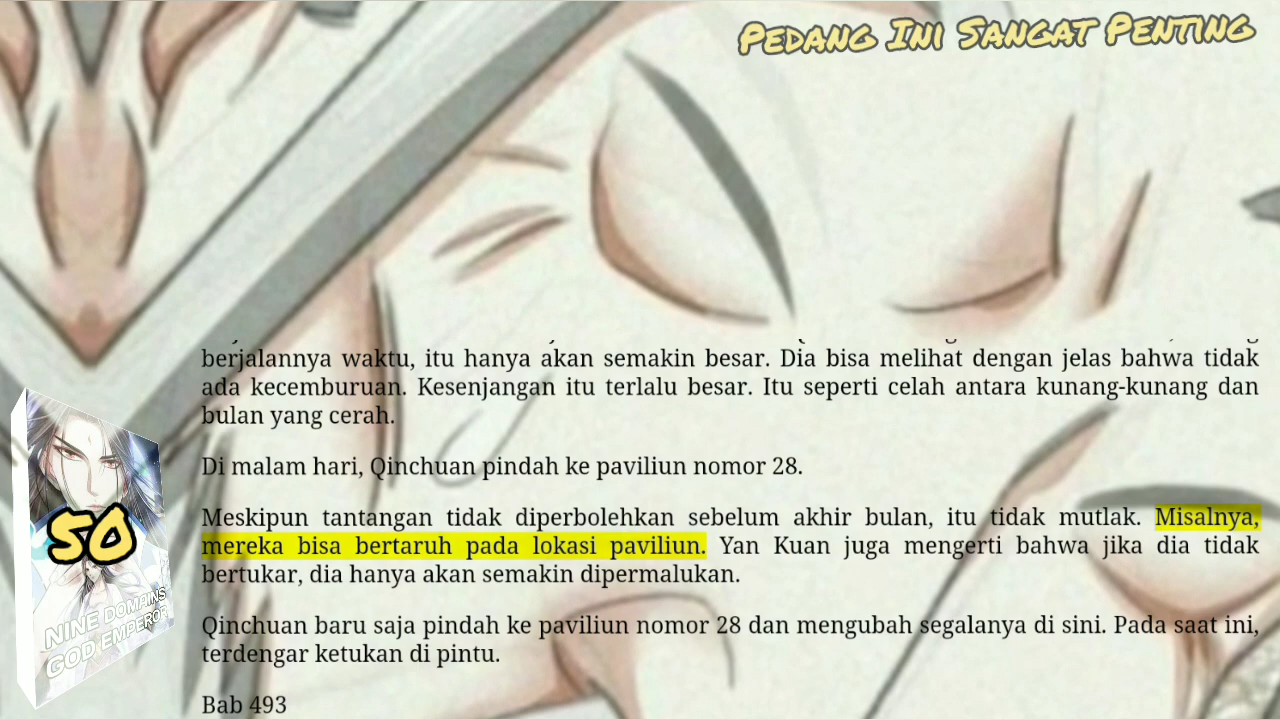 Pedang Ini Sangat Penting
berjalannya waktu, itu hanya akan semakin besar. Dia bisa melihat dengan jelas bahwa tidak
ada kecemburuan. Kesenjangan itu terlalu besar. Itu seperti celah antara kunang-kunang dan
bulan yang cerah.
Di malam hari, Qinchuan pindah ke paviliun nomor 28.
Meskipun tantangan tidak diperbolehkan sebelum akhir bulan, itu tidak mutlak. Misalnya,
mereka bisa bertaruh pada lokasi paviliun. Yan Kuan juga mengerti bahwa jika dia tidak
bertukar, dia hanya akan semakin dipermalukan.
Qinchuan baru saja pindah ke paviliun nomor 28 dan mengubah segalanya di sini. Pada saat ini,
terdengar ketukan di pintu.
Bab 493
50
NINE DOMAINS
GOD EMPEROR